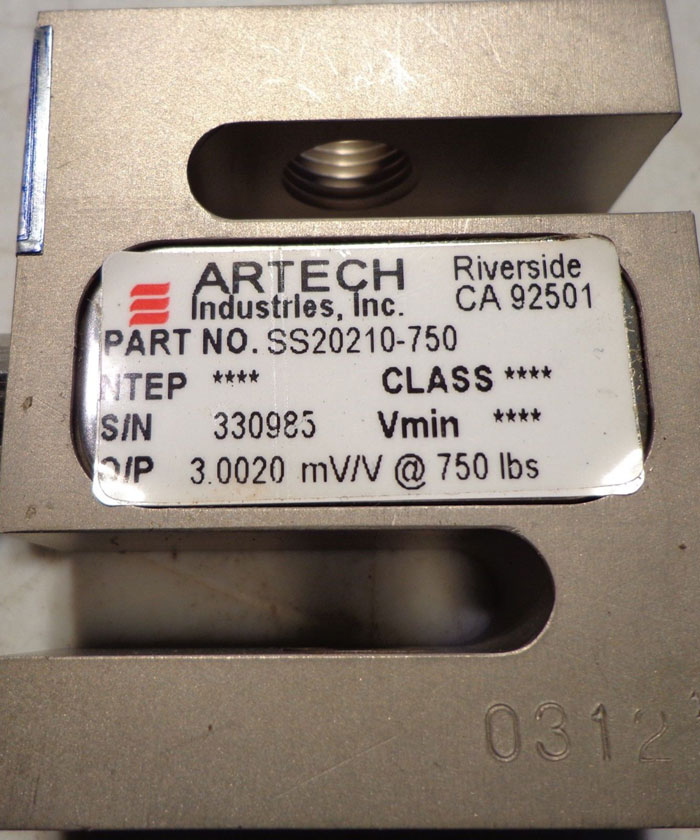 ARTECH
Industries, Inc.
Riverside
CA 92501
PART NO. SS20210-750
NTEP **** CLASS ****
S/N 330985 Vmin ****
O/P 3.0020 mV/V @ 750 lbs
0312